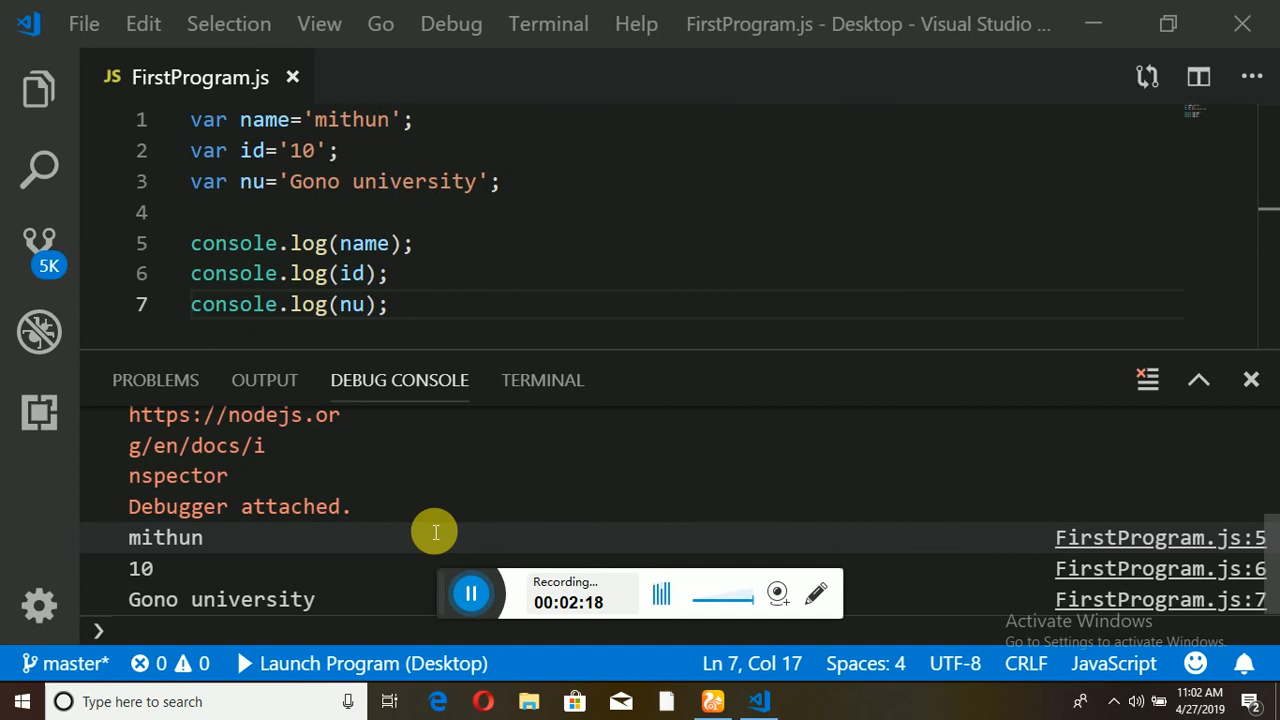 File Edit Selection View Go Debug Terminal Help FirstProgram.js - Desktop - Visual Studio ...
JS FirstProgram.js
1 var name='mithun';
2 var id='10';
3 var nu='Gono university';
4
5 console.log(name);
6 console.log(id);
7 console.log(nu);
5K
PROBLEMS OUTPUT DEBUG CONSOLE TERMINAL
https://nodejs.or
g/en/docs/i
nspector
Debugger attached.
mithun FirstProgram.js:5
10 FirstProgram.js:6
Gono university FirstProgram.js:7
Recording...
00:02:18
Activate Windows
Go to Settings to activate Windows.
master* 0 0 Launch Program (Desktop) Ln 7, Col 17 Spaces: 4 UTF-8 CRLF JavaScript
Type here to search
11:02 AM
4/27/2019
2